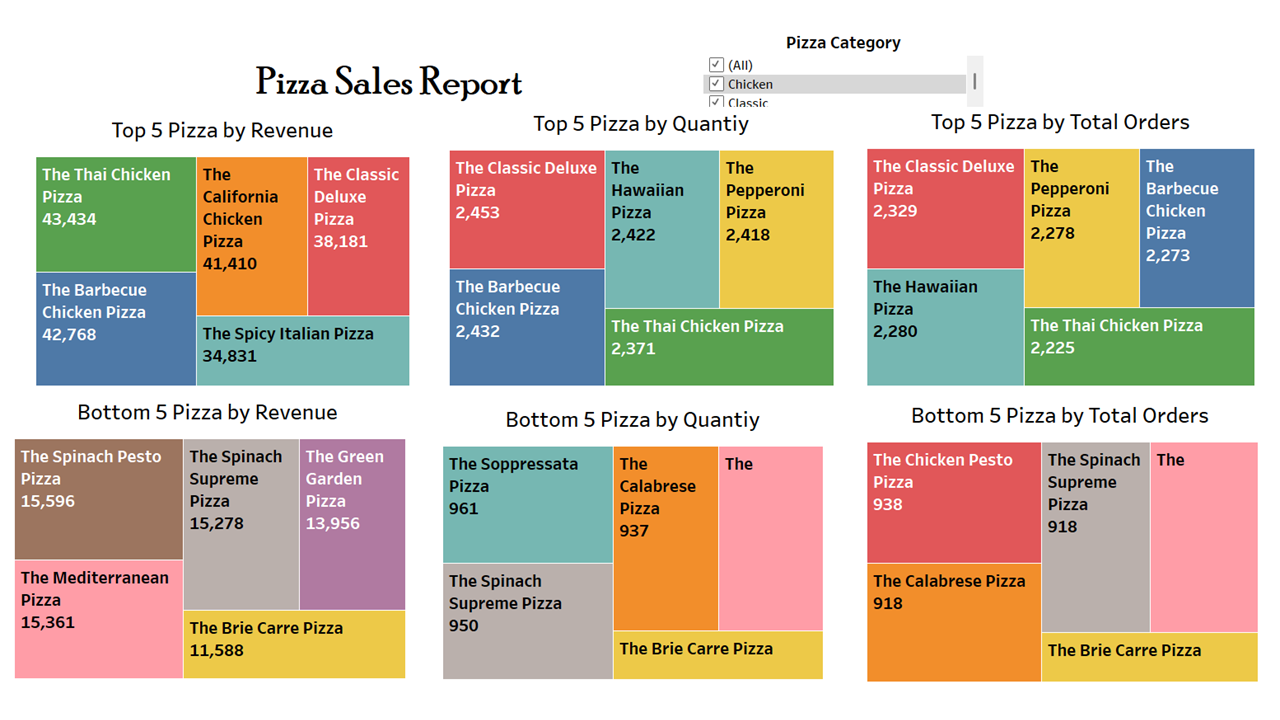 Pizza Category
(All)
Chicken
Classic
Pizza Sales Report
Top 5 Pizza by Revenue
The Thai Chicken
Pizza
43,434
The
California
Chicken
Pizza
41,410
The Classic
Deluxe
Pizza
38,181
The Barbecue
Chicken Pizza
42,768
The Spicy Italian Pizza
34,831
Top 5 Pizza by Quantiy
The Classic Deluxe
Pizza
2,453
The
Hawaiian
Pizza
2,422
The
Pepperoni
Pizza
2,418
The Barbecue
Chicken Pizza
2,432
The Thai Chicken Pizza
2,371
Top 5 Pizza by Total Orders
The Classic Deluxe
Pizza
2,329
The
Pepperoni
Pizza
2,278
The
Barbecue
Chicken
Pizza
2,273
The Hawaiian
Pizza
2,280
The Thai Chicken Pizza
2,225
Bottom 5 Pizza by Revenue
The Spinach Pesto
Pizza
15,596
The Spinach
Supreme
Pizza
15,278
The Green
Garden
Pizza
13,956
The Mediterranean
Pizza
15,361
The Brie Carre Pizza
11,588
Bottom 5 Pizza by Quantiy
The Soppressata
Pizza
961
The
Calabrese
Pizza
937
The
The Spinach
Supreme Pizza
950
The Brie Carre Pizza
Bottom 5 Pizza by Total Orders
The Chicken Pesto
Pizza
938
The Spinach
Supreme
Pizza
918
The
The Calabrese Pizza
918
The Brie Carre Pizza